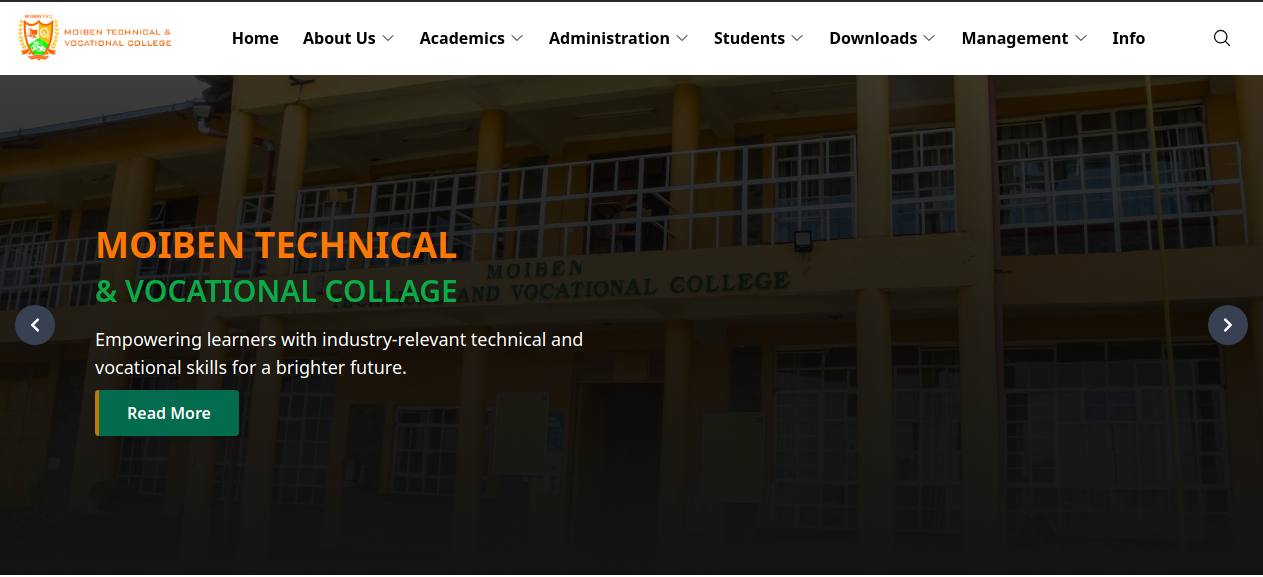 MOIBEN T.V.C
MOIBEN TECHNICAL &
VOCATIONAL COLLEGE
Home About Us Academics Administration Students Downloads Management Info
MOIBEN TECHNICAL
& VOCATIONAL COLLAGE
MOIBEN
AND VOCATIONAL COLLEGE
Empowering learners with industry-relevant technical and
vocational skills for a brighter future.
Read More